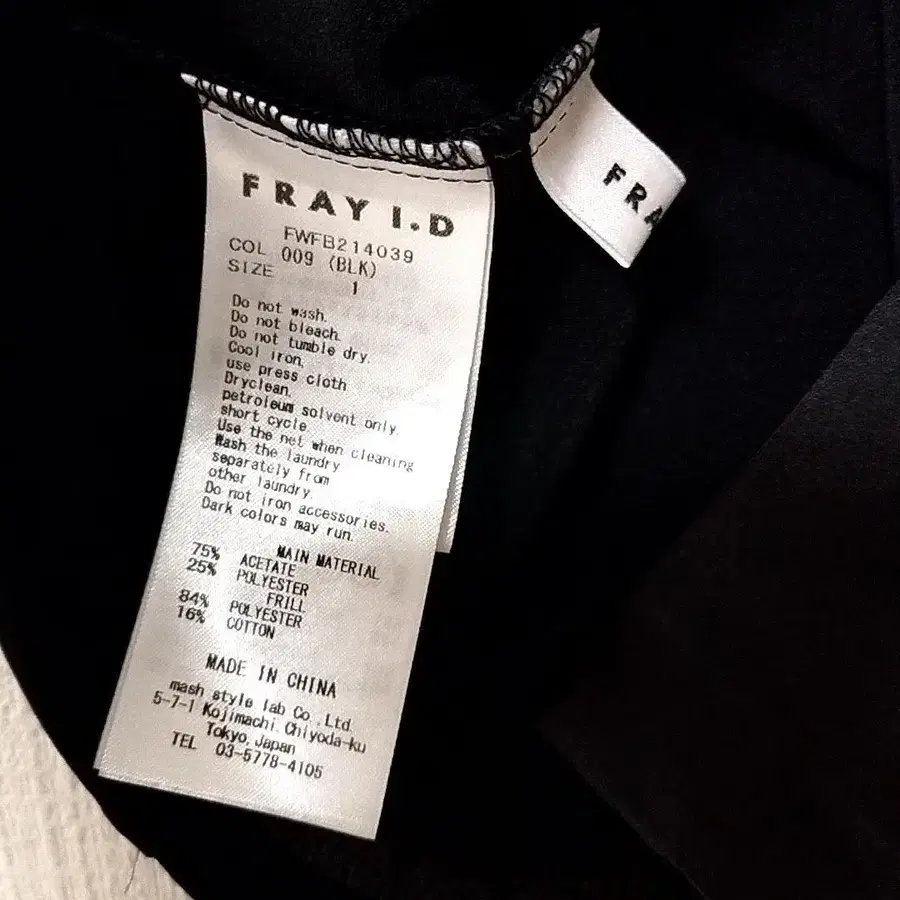 FRAY I.D
FRA
FWFB214039
COL 009 (BLK)
SIZE 1
Do not wash.
Do not bleach.
Do not tumble dry.
Cool iron.
use press cloth
Dryclean.
petroleum solvent only.
short cycle.
Use the net when cleaning
Wash the laundry
separately from
other laundry.
Do not iron accessories.
Dark colors may run.
MAIN MATERIAL
75% ACETATE
25% POLYESTER
FRILL
84% POLYESTER
16% COTTON
MADE IN CHINA
mash style lab Co.,Ltd.
5-7-1 Kojimachi.Chiyoda-ku
Tokyo,Japan
TEL 03-5778-4105